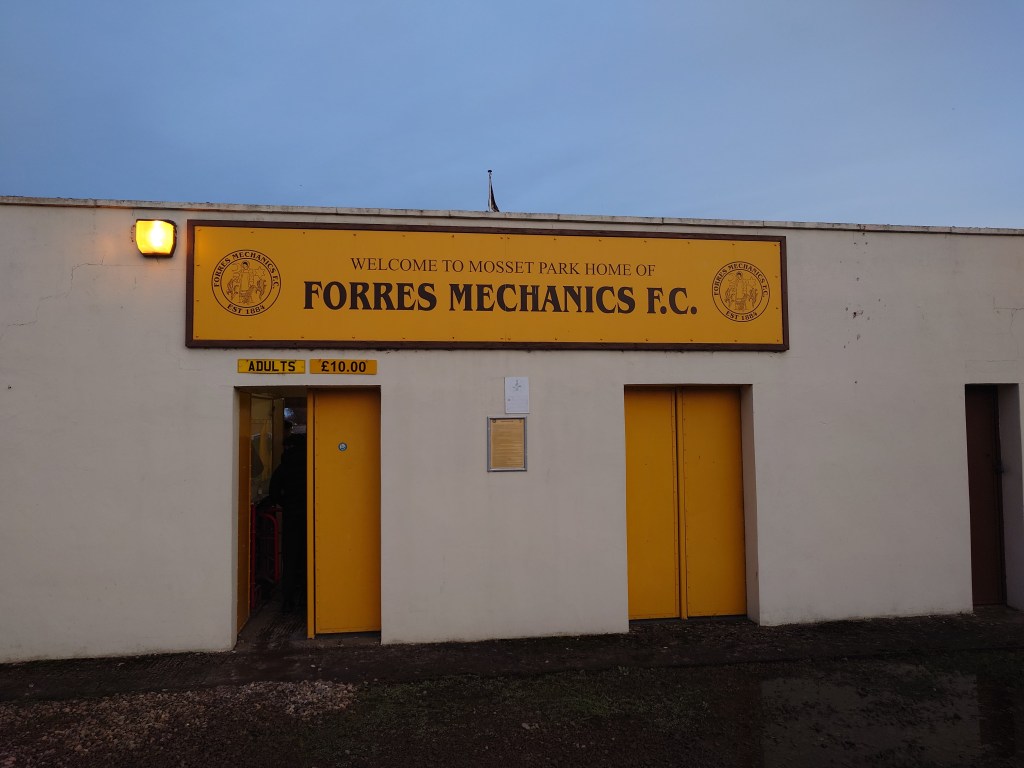 WELCOME TO MOSSET PARK HOME OF
FORRES MECHANICS F.C.
FORRES MECHANICS F.C.
EST 1884
FORRES MECHANICS F.C.
EST 1884
ADULTS £10.00